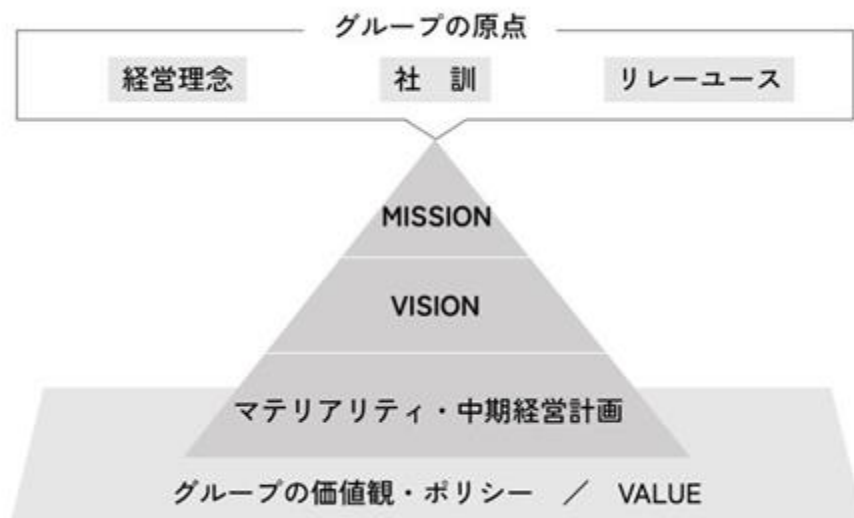 グループの原点
経営理念 社　訓 リレーユース
MISSION
VISION
マテリアリティ・中期経営計画
グループの価値観・ポリシー　／　VALUE